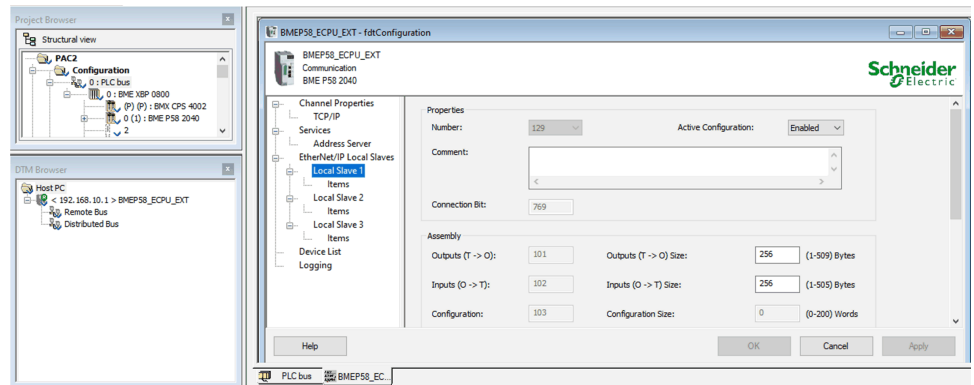 Project Browser
Structural view
PAC2
Configuration
0 : PLC bus
0 : BME XBP 0800
(P) (P) : BMX CPS 4002
0 (1) : BME P58 2040
2
DTM Browser
Host PC
< 192.168.10.1 > BMEP58_ECPU_EXT
Remote Bus
Distributed Bus
BMEP58_ECPU_EXT - fdtConfiguration
BMEP58_ECPU_EXT
Communication
BME P58 2040
Schneider
Electric
Channel Properties
TCP/IP
Services
Address Server
EtherNet/IP Local Slaves
Local Slave 1
Items
Local Slave 2
Items
Local Slave 3
Items
Device List
Logging
Properties
Number: 129 Active Configuration: Enabled
Comment:
Connection Bit: 769
Assembly
Outputs (T -> O): 101 Outputs (T -> O) Size: 256 (1-509) Bytes
Inputs (O -> T): 102 Inputs (O -> T) Size: 256 (1-505) Bytes
Configuration: 103 Configuration Size: 0 (0-200) Words
Help OK Cancel Apply
PLC bus BMEP58_EC...